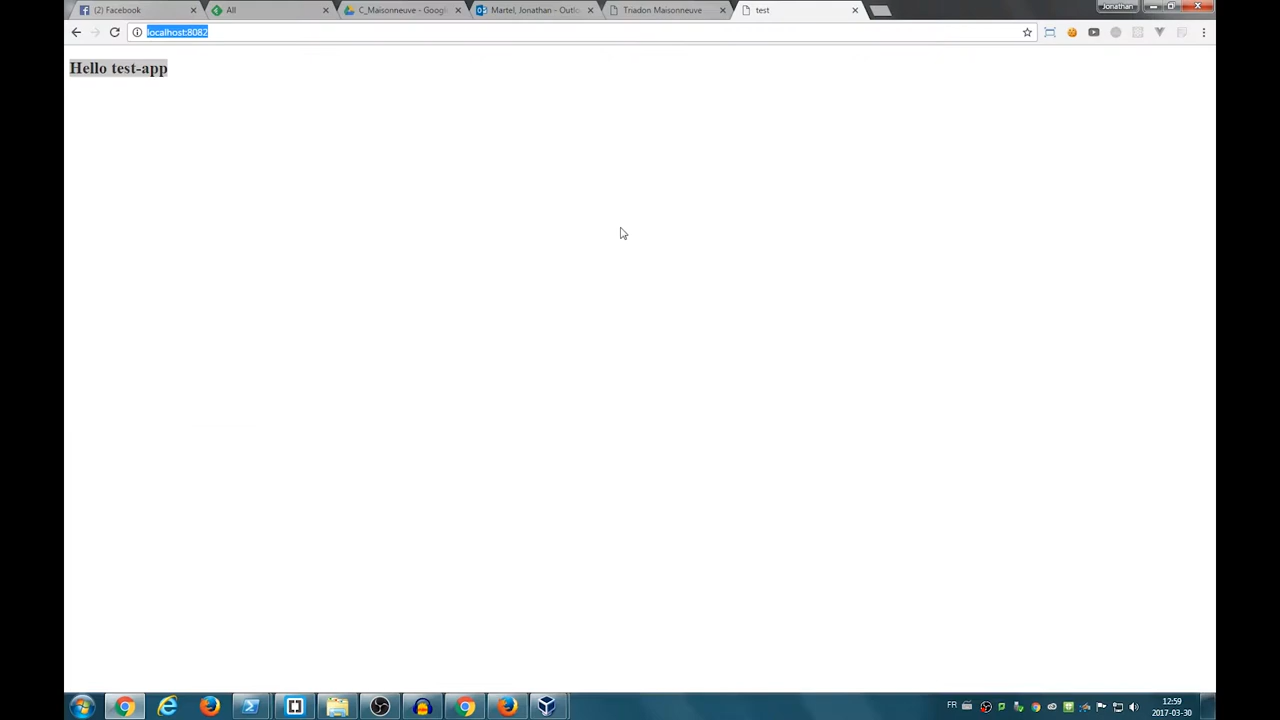 (2) Facebook
All
C_Maisonneuve - Googl
Martel, Jonathan - Outlo
Triadon Maisonneuve
test
Jonathan
localhost:8082
Hello test-app
FR
12:59
2017-03-30